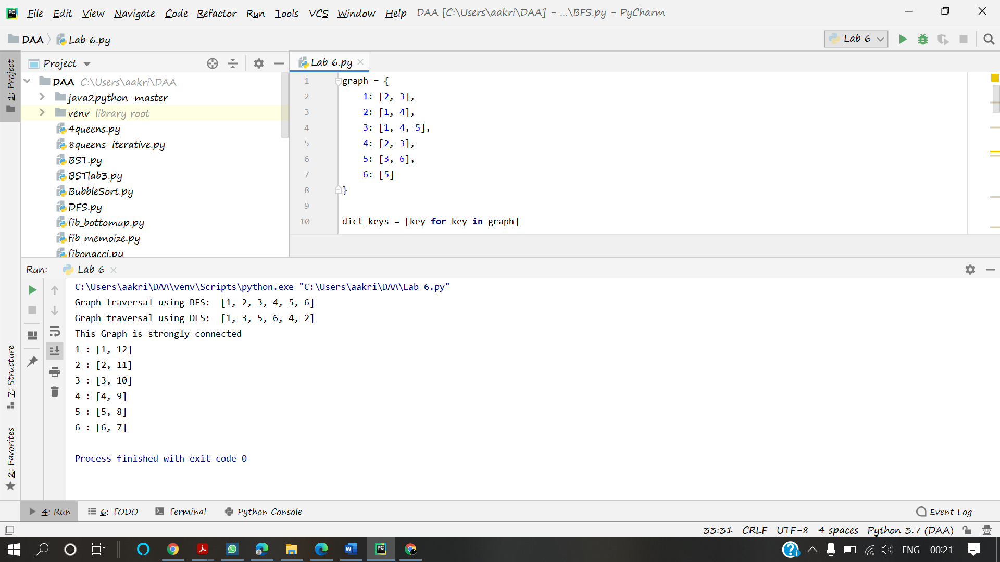 File Edit View Navigate Code Refactor Run Tools VCS Window Help DAA [C:\Users\aakri\DAA] - ...\BFS.py - PyCharm
DAA Lab 6.py
Lab 6
1: Project
Project
DAA C:\Users\aakri\DAA
java2python-master
venv library root
4queens.py
8queens-iterative.py
BST.py
BSTlab3.py
BubbleSort.py
DFS.py
fib_bottomup.py
fib_memoize.py
fibonacci.py
Lab 6.py
1 graph = {
2 1: [2, 3],
3 2: [1, 4],
4 3: [1, 4, 5],
5 4: [2, 3],
6 5: [3, 6],
7 6: [5]
8 }
9
10 dict_keys = [key for key in graph]
Run: Lab 6
C:\Users\aakri\DAA\venv\Scripts\python.exe "C:\Users\aakri\DAA\Lab 6.py"
Graph traversal using BFS:  [1, 2, 3, 4, 5, 6]
Graph traversal using DFS:  [1, 3, 5, 6, 4, 2]
This Graph is strongly connected
1 : [1, 12]
2 : [2, 11]
3 : [3, 10]
4 : [4, 9]
5 : [5, 8]
6 : [6, 7]
Process finished with exit code 0
7: Structure
2: Favorites
4: Run 6: TODO Terminal Python Console Event Log
33:31 CRLF UTF-8 4 spaces Python 3.7 (DAA)
ENG 00:21